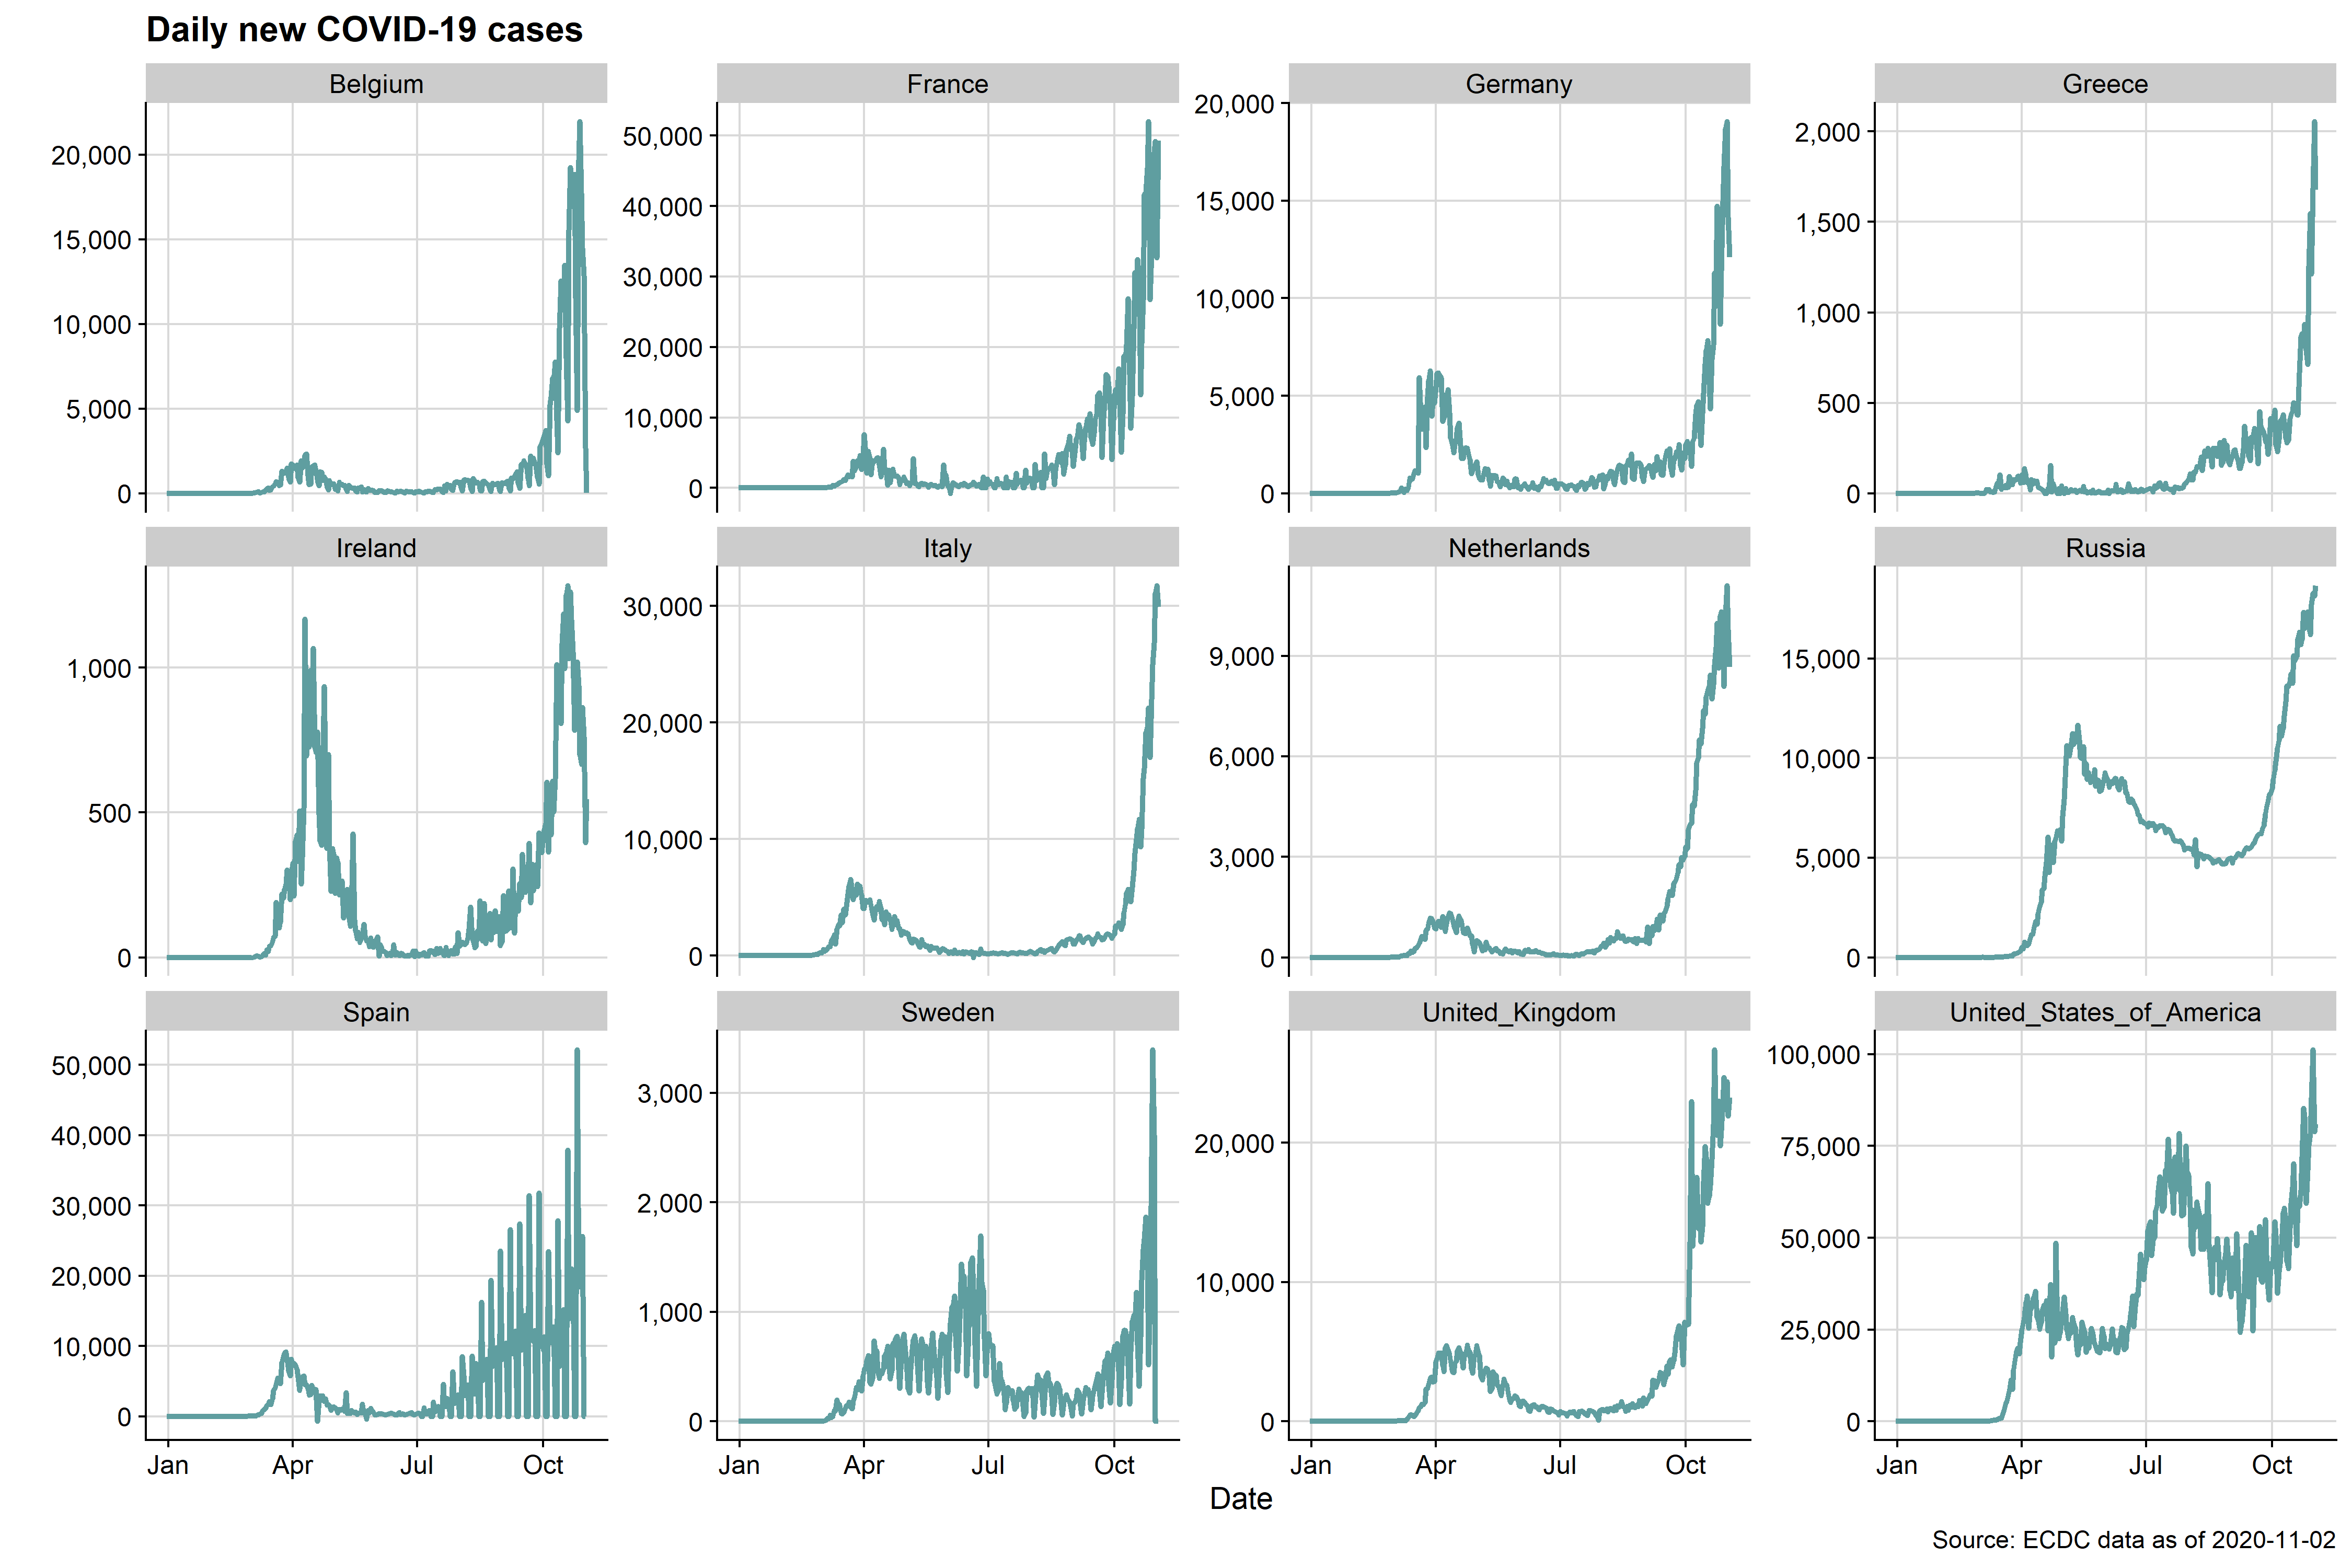 Daily new COVID-19 cases
Belgium
France
Germany
Greece
20,000
15,000
10,000
5,000
0
50,000
40,000
30,000
20,000
10,000
0
20,000
15,000
10,000
5,000
0
2,000
1,500
1,000
500
0
Ireland
Italy
Netherlands
Russia
1,000
500
0
30,000
20,000
10,000
0
9,000
6,000
3,000
0
15,000
10,000
5,000
0
Spain
Sweden
United_Kingdom
United_States_of_America
50,000
40,000
30,000
20,000
10,000
0
3,000
2,000
1,000
0
20,000
10,000
0
100,000
75,000
50,000
25,000
0
Jan Apr Jul Oct
Jan Apr Jul Oct
Jan Apr Jul Oct
Jan Apr Jul Oct
Date
Source: ECDC data as of 2020-11-02